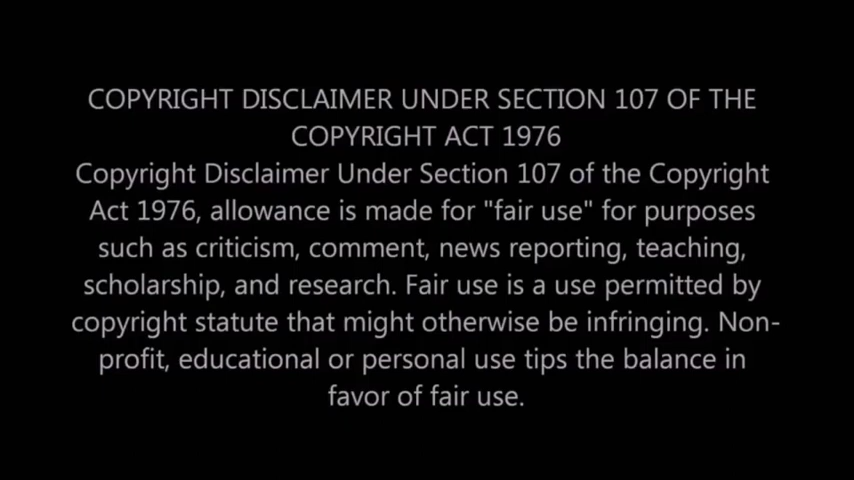 COPYRIGHT DISCLAIMER UNDER SECTION 107 OF THE
COPYRIGHT ACT 1976
Copyright Disclaimer Under Section 107 of the Copyright
Act 1976, allowance is made for "fair use" for purposes
such as criticism, comment, news reporting, teaching,
scholarship, and research. Fair use is a use permitted by
copyright statute that might otherwise be infringing. Non-
profit, educational or personal use tips the balance in
favor of fair use.